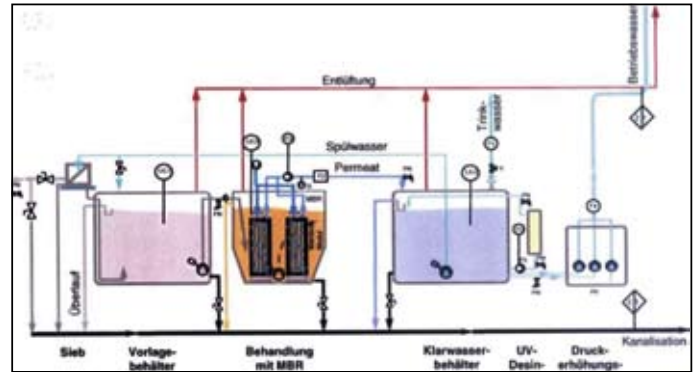 Entlüftung
Betriebswasser
Trink-
wasser
Spülwasser
Permeat
MBR
Überlauf
Kanalisation
Sieb
Vorlage-
behälter
Behandlung
mit MBR
Klarwasser-
behälter
UV-
Desin-
Druck-
erhöhungs-